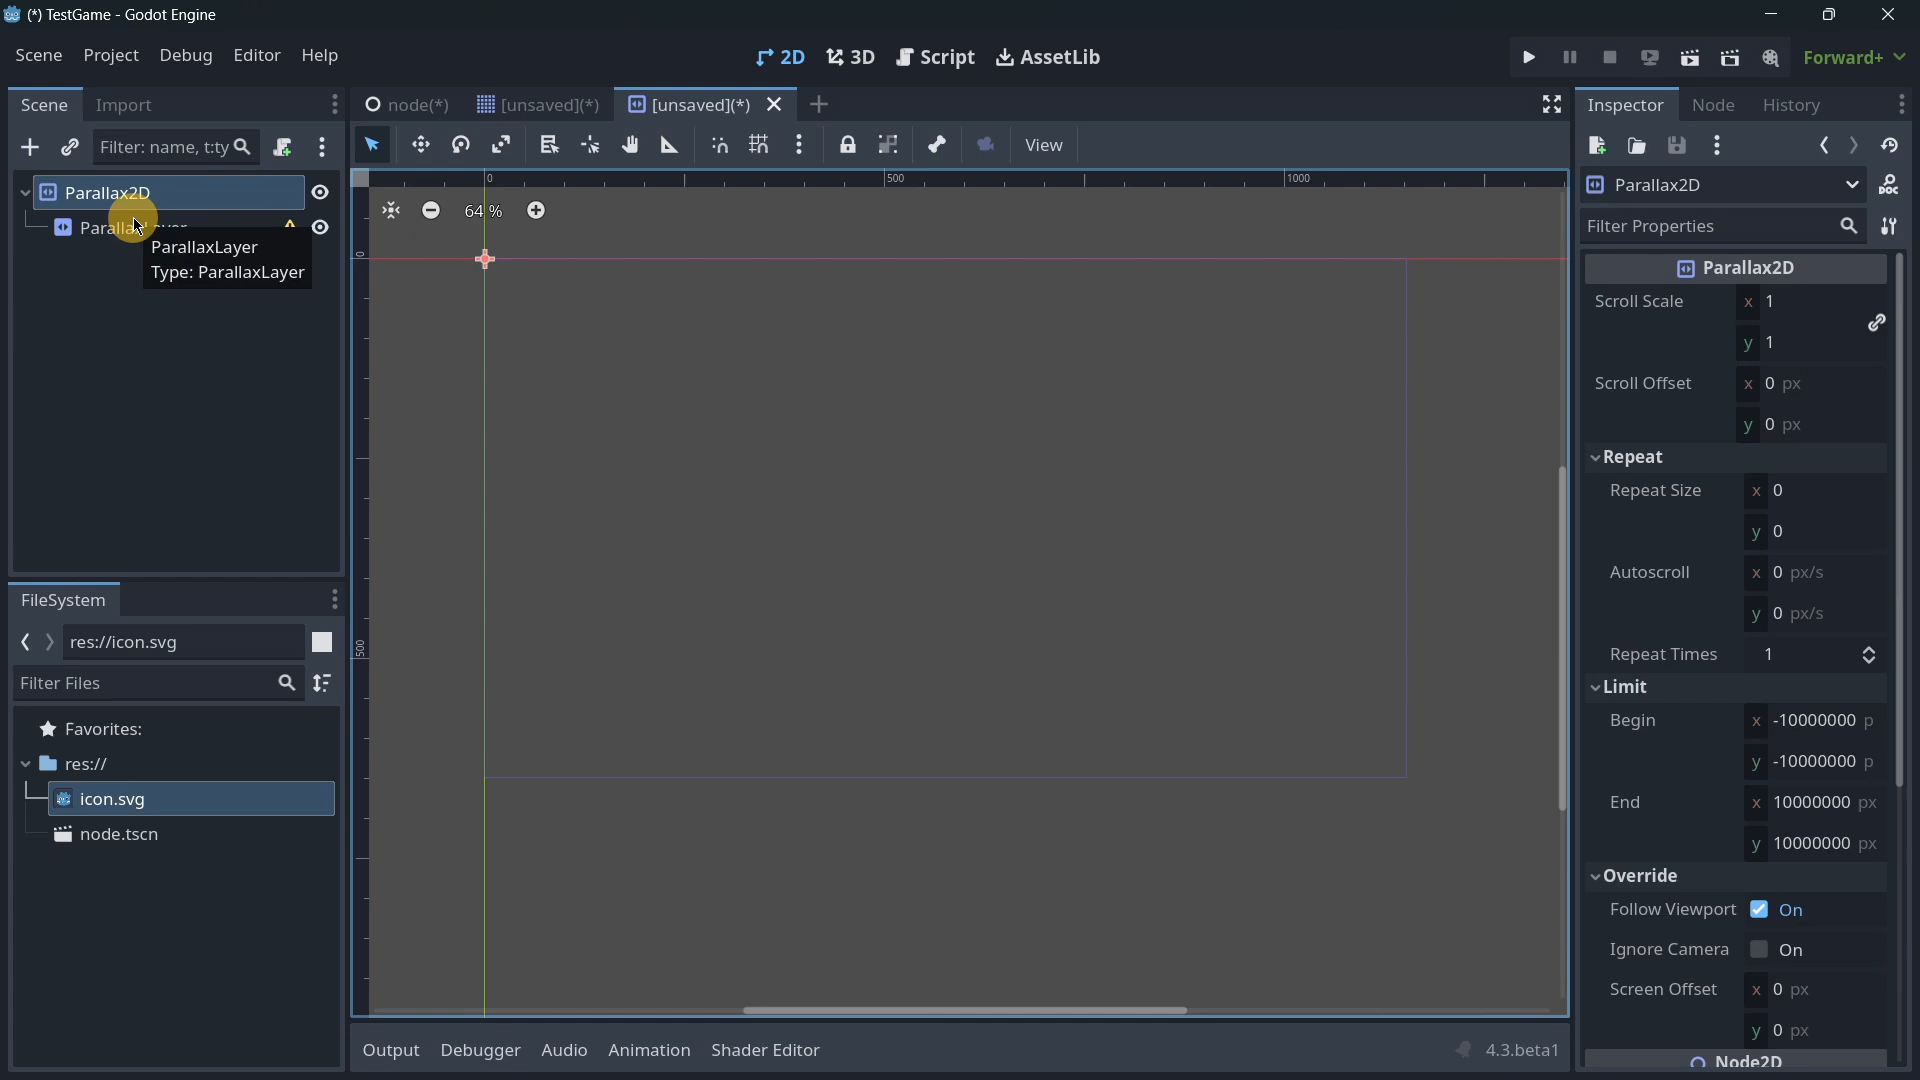 (*) TestGame - Godot Engine
Scene Project Debug Editor Help
2D 3D Script AssetLib
Forward+
Scene Import
node(*) [unsaved](*) [unsaved](*)
Inspector Node History
Filter: name, t:ty
View
Parallax2D
ParallaxLayer
Type: ParallaxLayer
FileSystem
res://icon.svg
Filter Files
Favorites:
res://
icon.svg
node.tscn
0 500 1000
64 %
0
500
Output Debugger Audio Animation Shader Editor
4.3.beta1
Parallax2D
Filter Properties
Parallax2D
Scroll Scale x 1
y 1
Scroll Offset x 0 px
y 0 px
Repeat
Repeat Size x 0
y 0
Autoscroll x 0 px/s
y 0 px/s
Repeat Times 1
Limit
Begin x -10000000 p
y -10000000 p
End x 10000000 px
y 10000000 px
Override
Follow Viewport On
Ignore Camera On
Screen Offset x 0 px
y 0 px
Node2D